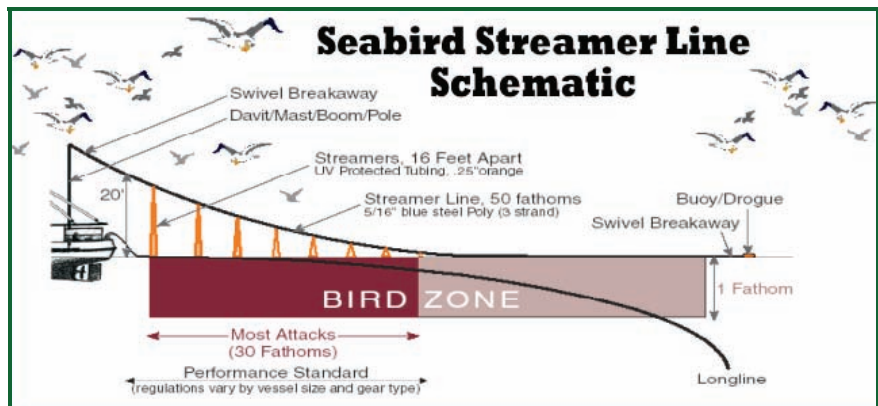 Seabird Streamer Line
Schematic
Swivel Breakaway
Davit/Mast/Boom/Pole
Streamers, 16 Feet Apart
UV Protected Tubing, .25"orange
20'
Streamer Line, 50 fathoms
5/16" blue steel Poly (3 strand)
Buoy/Drogue
Swivel Breakaway
BIRD ZONE
1 Fathom
Most Attacks
(30 Fathoms)
Performance Standard
(regulations vary by vessel size and gear type)
Longline